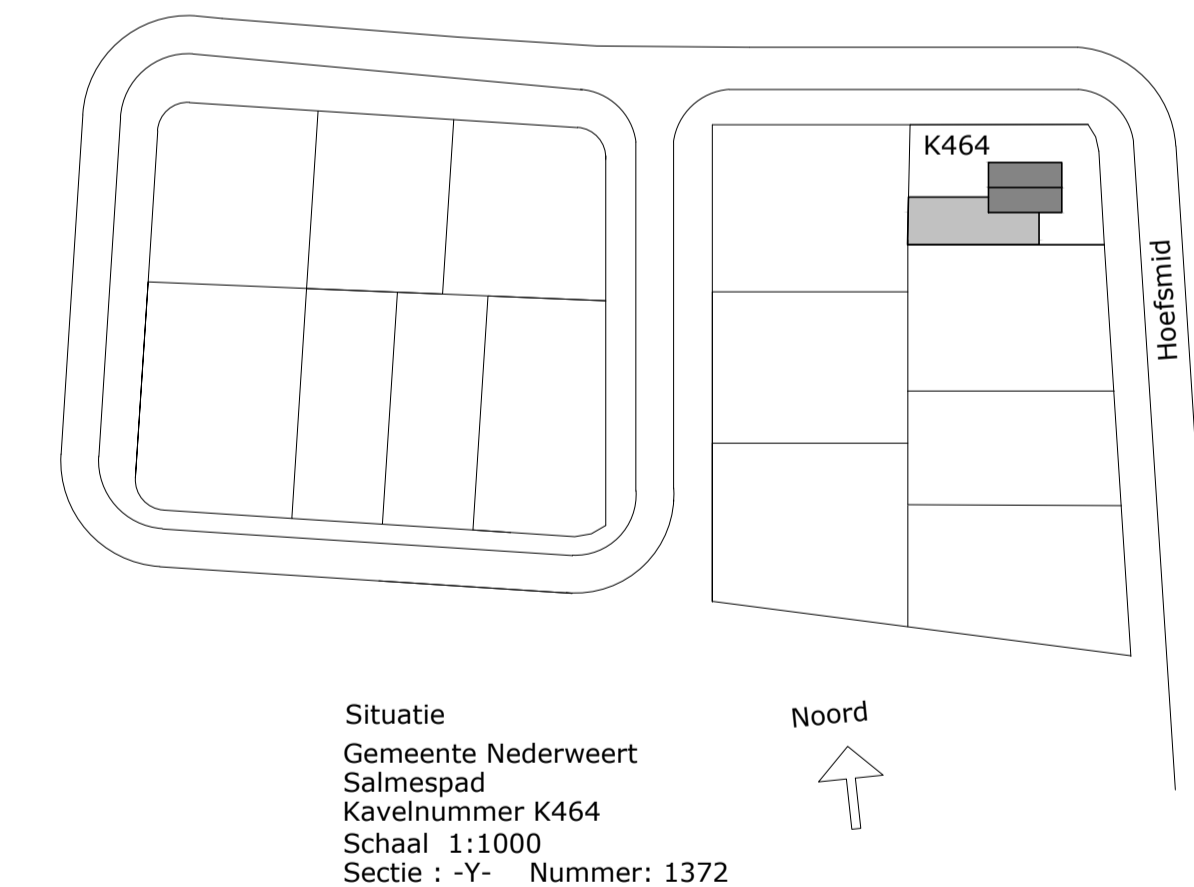 K464
Hoefsmid
Situatie
Noord
Gemeente Nederweert
Salmespad
Kavelnummer K464
Schaal 1:1000
Sectie : -Y- Nummer: 1372